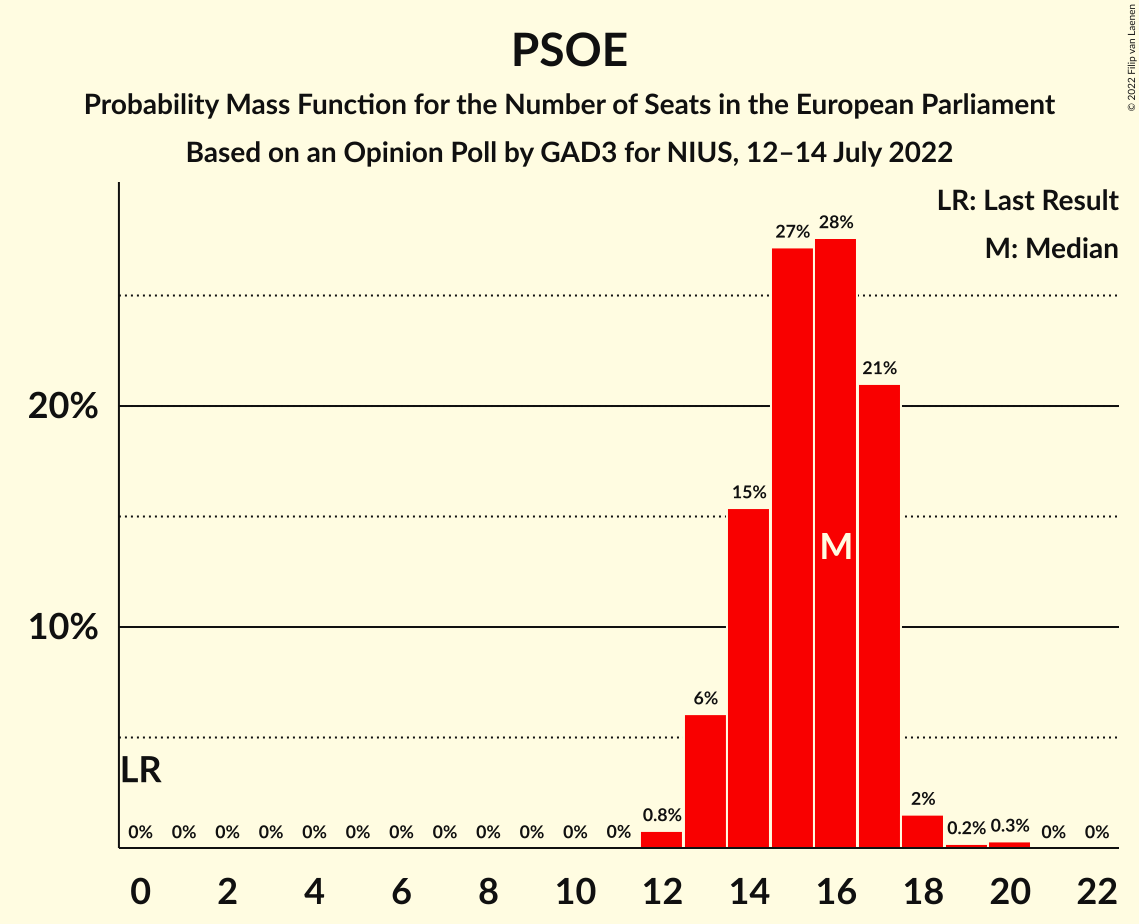 PSOE
Probability Mass Function for the Number of Seats in the European Parliament
Based on an Opinion Poll by GAD3 for NIUS, 12–14 July 2022
© 2022 Filip van Laenen
LR: Last Result
M: Median
20%
10%
LR
M
0% 0% 0% 0% 0% 0% 0% 0% 0% 0% 0% 0% 0.8% 6% 15% 27% 28% 21% 2% 0.2% 0.3% 0% 0%
0 2 4 6 8 10 12 14 16 18 20 22